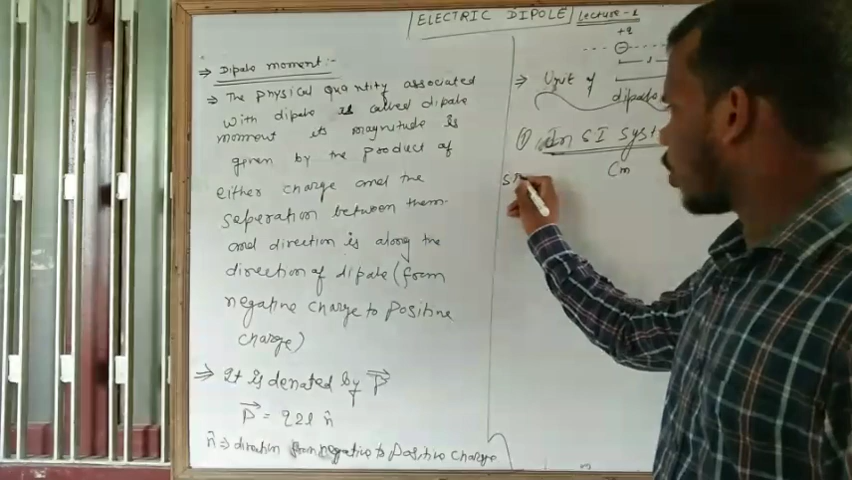 ELECTRIC DIPOLE Lecture-1
⇒ Dipole moment:-
⇒ The physical quantity associated
with dipole is called dipole
moment its magnitude is
given by the product of
either charge and the
seperation between them.
and direction is along the
direction of dipole (form
negative charge to positive
charge)
⇒ It is denoted by P⃗
P⃗ = q2l n̂
n̂ ⇒ direction from negative to positive charge
+q
⇒ Unit of
dipole
① In SI Syst
Cm